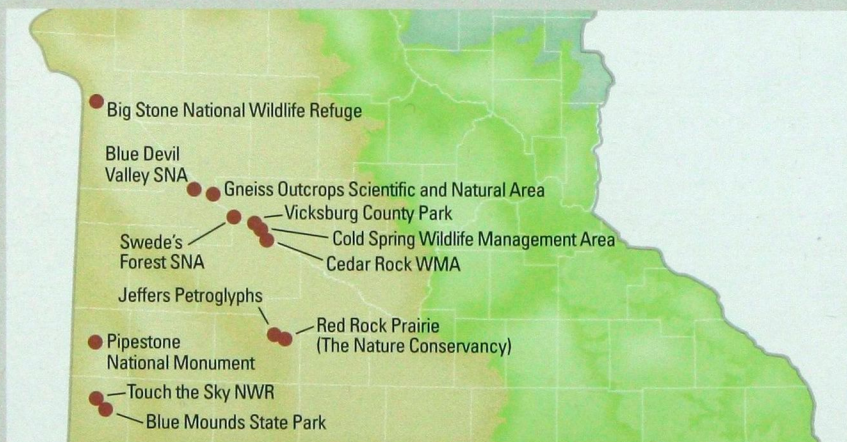 Big Stone National Wildlife Refuge
Blue Devil
Valley SNA
Gneiss Outcrops Scientific and Natural Area
Vicksburg County Park
Cold Spring Wildlife Management Area
Swede's
Forest SNA
Cedar Rock WMA
Jeffers Petroglyphs
Red Rock Prairie
(The Nature Conservancy)
Pipestone
National Monument
Touch the Sky NWR
Blue Mounds State Park